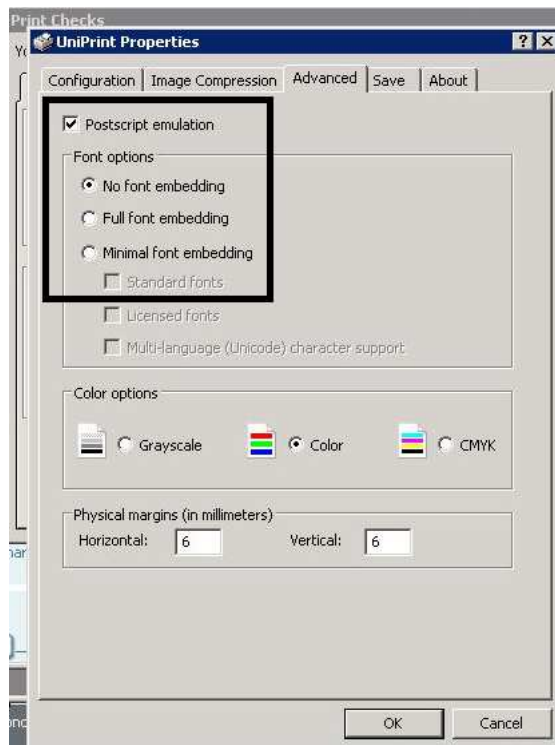 Print Checks
UniPrint Properties
Configuration Image Compression Advanced Save About
Postscript emulation
Font options
No font embedding
Full font embedding
Minimal font embedding
Standard fonts
Licensed fonts
Multi-language (Unicode) character support
Color options
Grayscale Color CMYK
Physical margins (in millimeters)
Horizontal: 6 Vertical: 6
OK Cancel